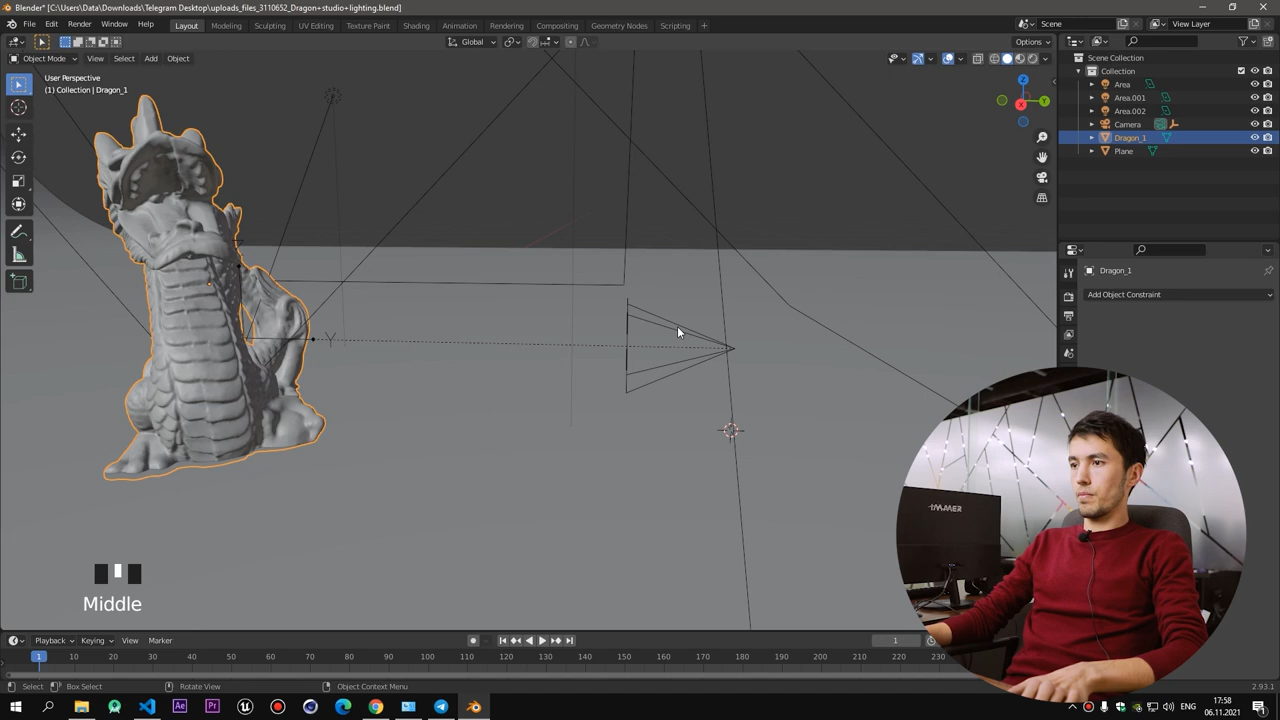 Blender* [C:\Users\Data\Downloads\Telegram Desktop\uploads_files_3110652_Dragon+studio+lighting.blend]
File Edit Render Window Help Layout Modeling Sculpting UV Editing Texture Paint Shading Animation Rendering Compositing Geometry Nodes Scripting + Scene View Layer
Global Options
Object Mode View Select Add Object
User Perspective
(1) Collection | Dragon_1
Scene Collection
Collection
Area
Area.001
Area.002
Camera
Dragon_1
Plane
Z
Y
X
Y
Dragon_1
Add Object Constraint
Middle
HAMMER
Playback Keying View Marker 1
1 10 20 30 40 50 60 70 80 90 100 110 120 130 140 150 160 170 180 190 200 210 220 230
Select Box Select Rotate View Object Context Menu 2.93.1
Ae Pr ENG 17:58
06.11.2021